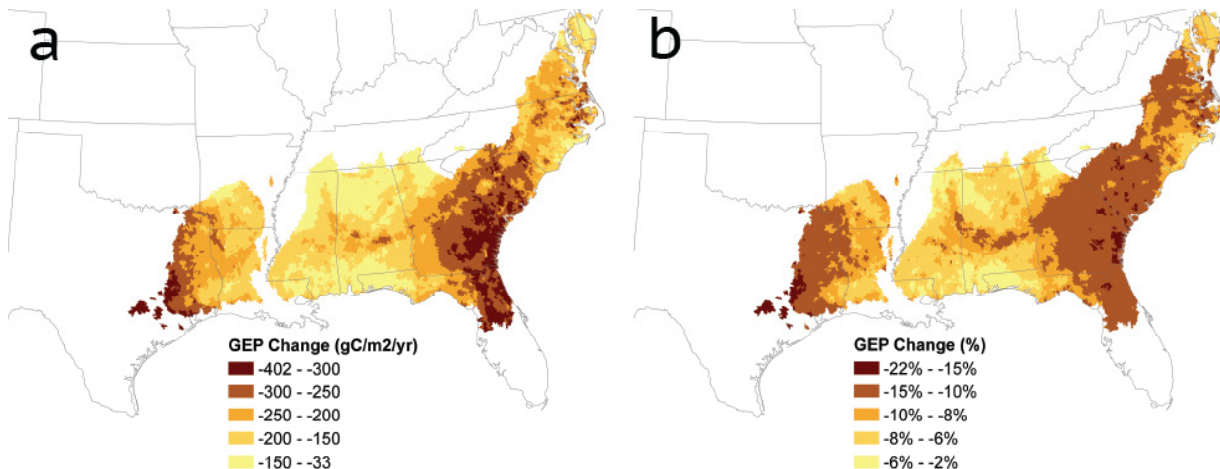 a
GEP Change (gC/m2/yr)
-402 - -300
-300 - -250
-250 - -200
-200 - -150
-150 - -33
b
GEP Change (%)
-22% - -15%
-15% - -10%
-10% - -8%
-8% - -6%
-6% - -2%